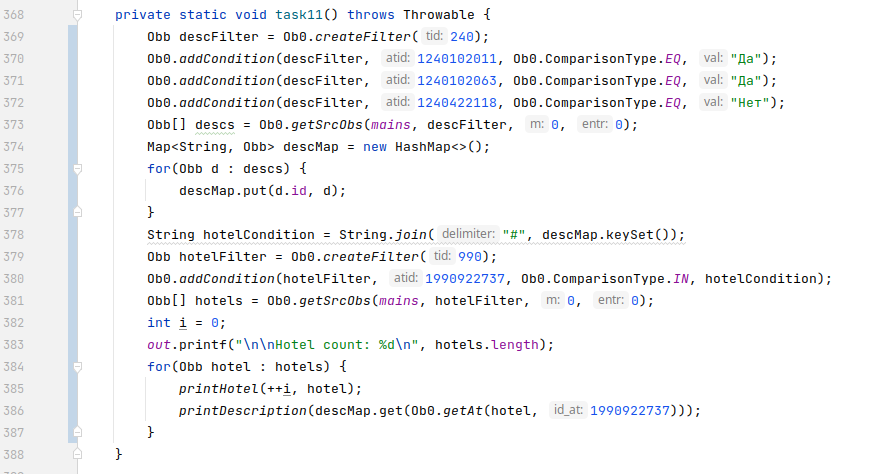 368 private static void task11() throws Throwable {
369 Obb descFilter = Ob0.createFilter( tid: 240);
370 Ob0.addCondition(descFilter, atid: 1240102011, Ob0.ComparisonType.EQ, val: "Да");
371 Ob0.addCondition(descFilter, atid: 1240102063, Ob0.ComparisonType.EQ, val: "Да");
372 Ob0.addCondition(descFilter, atid: 1240422118, Ob0.ComparisonType.EQ, val: "Нет");
373 Obb[] descs = Ob0.getSrcObs(mains, descFilter, m: 0, entr: 0);
374 Map<String, Obb> descMap = new HashMap<>();
375 for(Obb d : descs) {
376 descMap.put(d.id, d);
377 }
378 String hotelCondition = String.join( delimiter: "#", descMap.keySet());
379 Obb hotelFilter = Ob0.createFilter( tid: 990);
380 Ob0.addCondition(hotelFilter, atid: 1990922737, Ob0.ComparisonType.IN, hotelCondition);
381 Obb[] hotels = Ob0.getSrcObs(mains, hotelFilter, m: 0, entr: 0);
382 int i = 0;
383 out.printf("\n\nHotel count: %d\n", hotels.length);
384 for(Obb hotel : hotels) {
385 printHotel(++i, hotel);
386 printDescription(descMap.get(Ob0.getAt(hotel, id_at: 1990922737)));
387 }
388 }